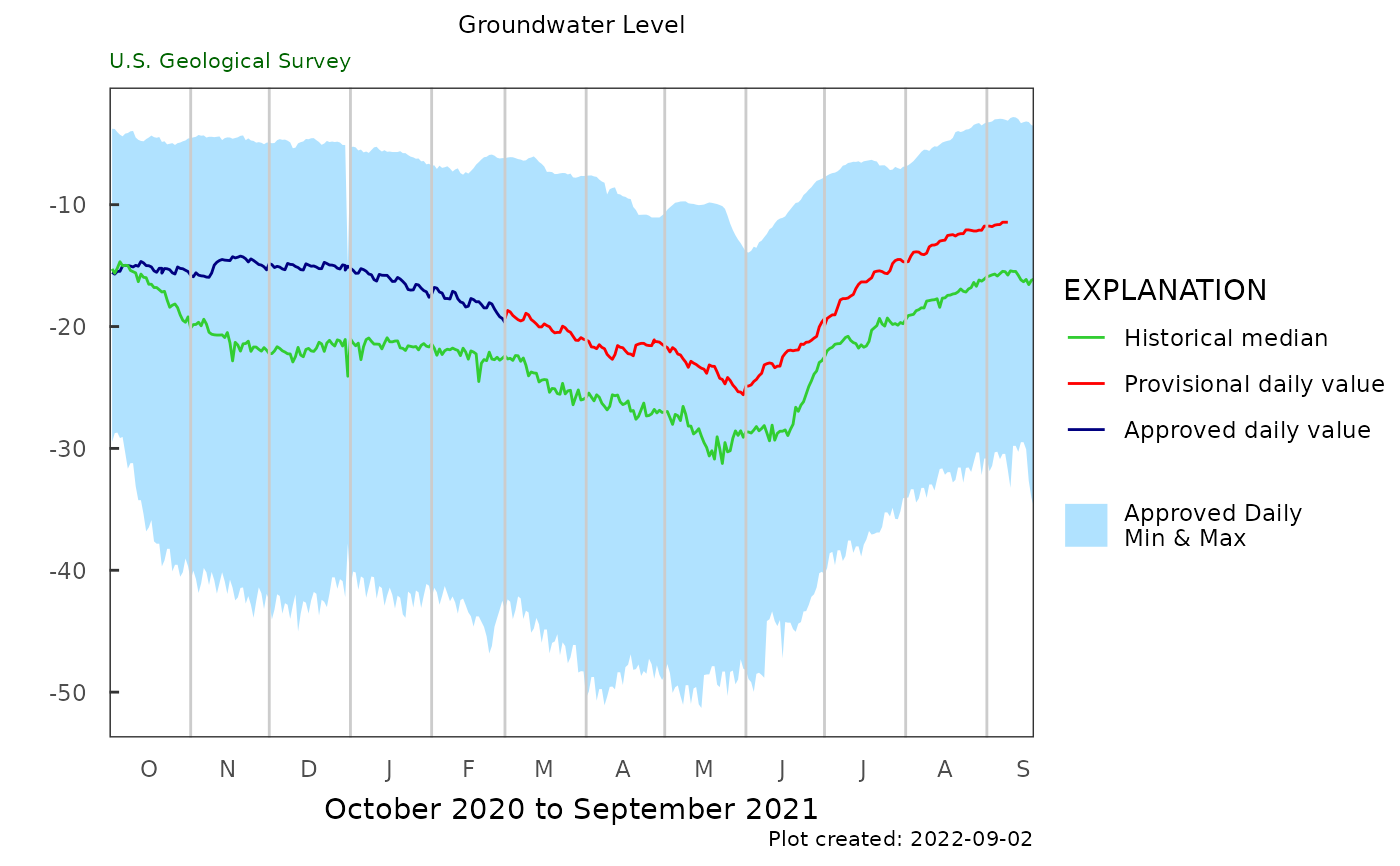 Groundwater Level
U.S. Geological Survey
-10
-20
-30
-40
-50
O N D J F M A M J J A S
October 2020 to September 2021
Plot created: 2022-09-02
EXPLANATION
Historical median
Provisional daily value
Approved daily value
Approved Daily
Min & Max